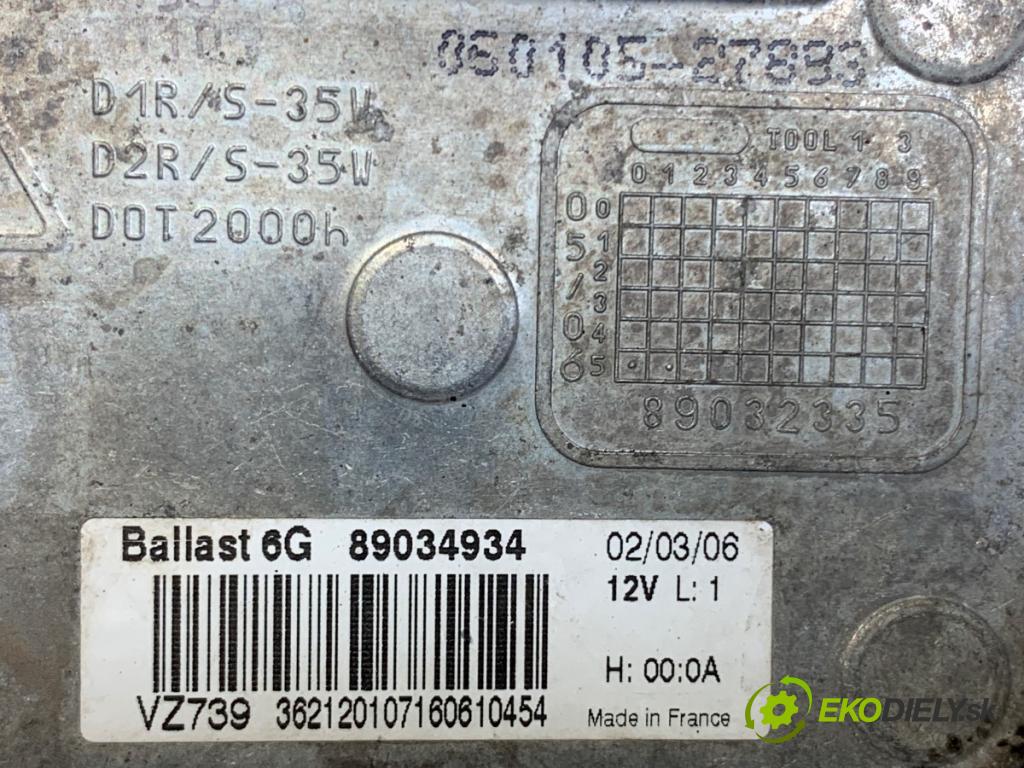 060105-27893
D1R/S-35W
D2R/S-35W
DOT 2000h
TOOL 1 3
0 1 2 3 4 5 6 7 8 9
05/06
0
1
2
3
4
5
89032335
Ballast 6G 89034934
02/03/06
12V L: 1
H: 00:0A
VZ739 362120107160610454
Made in France
EKODIELY.sk